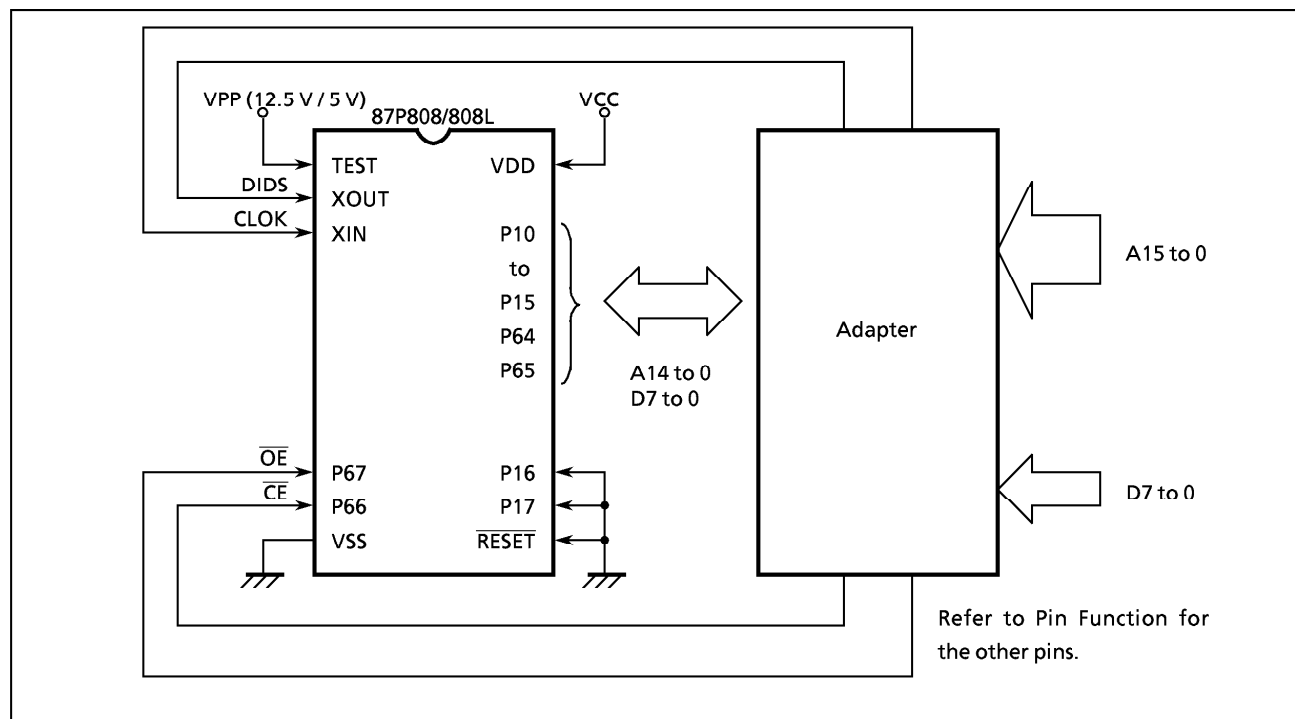 VPP (12.5 V / 5 V)
87P808/808L
VCC
TEST
VDD
DIDS
XOUT
CLOK
XIN
P10
to
P15
P64
P65
A14 to 0
D7 to 0
Adapter
A15 to 0
D7 to 0
OE
P67
P16
CE
P66
P17
VSS
RESET
Refer to Pin Function for
the other pins.